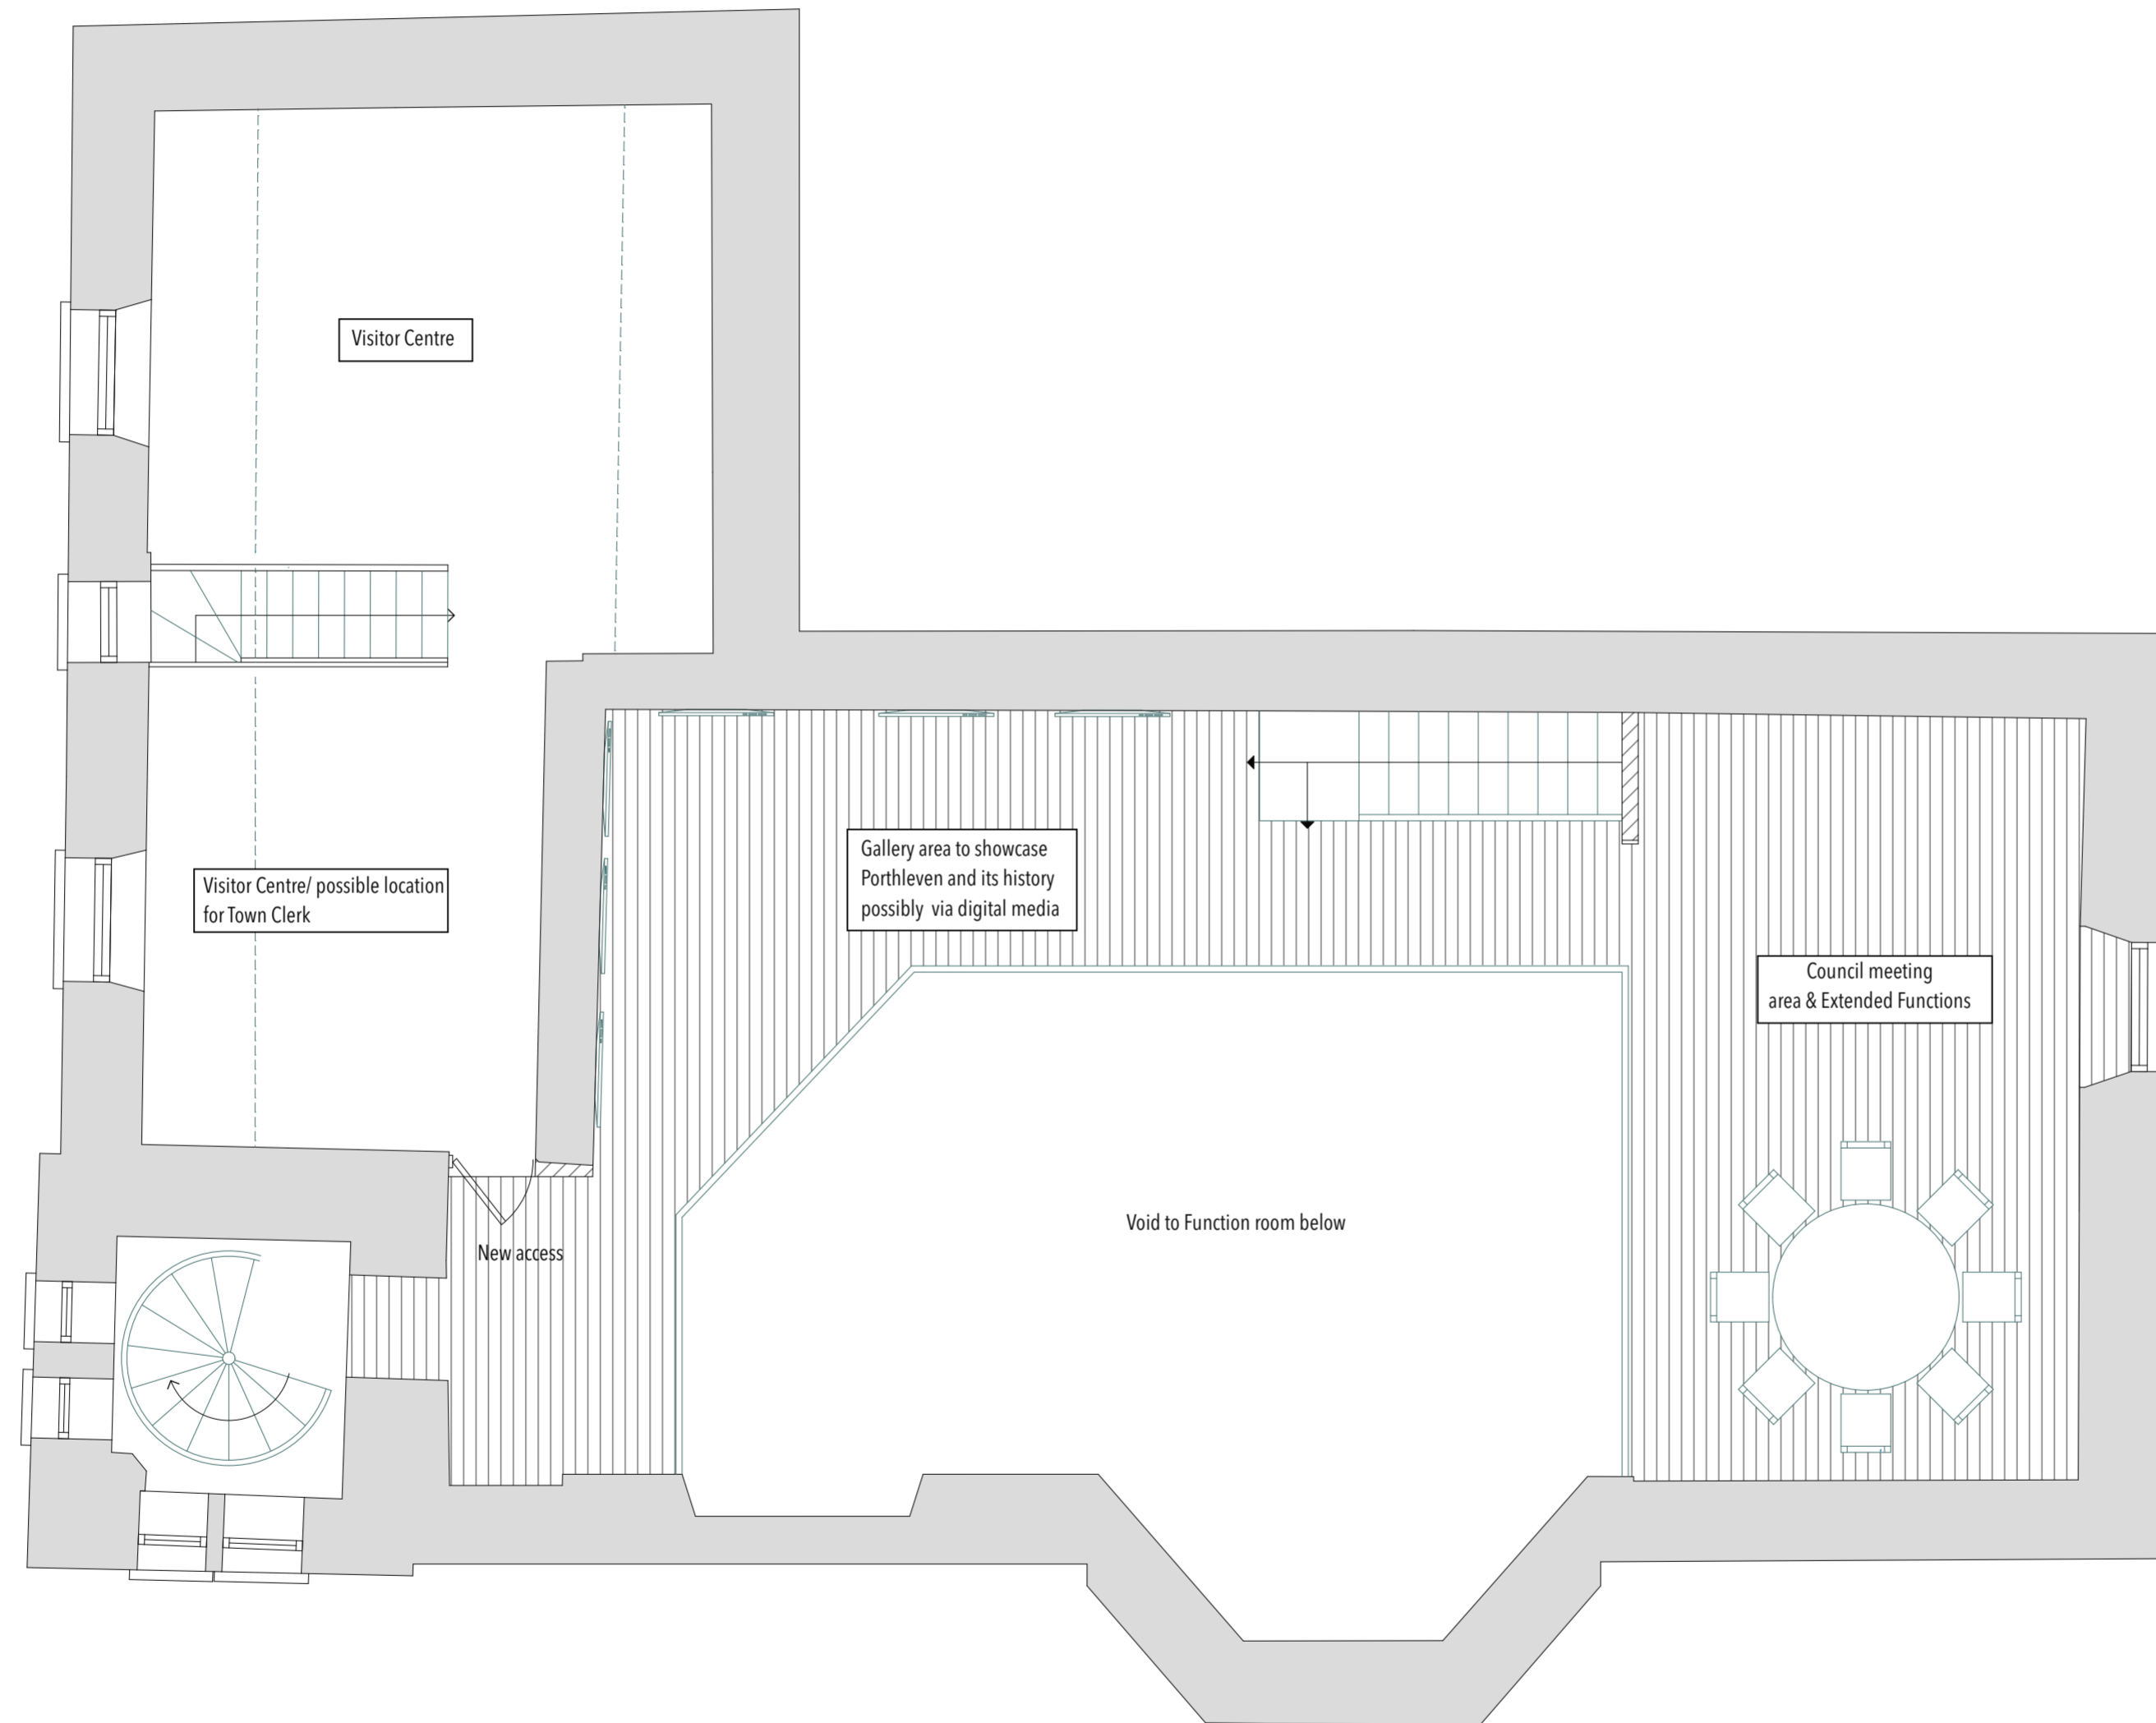 Visitor Centre
Visitor Centre/ possible location
for Town Clerk
Gallery area to showcase
Porthleven and its history
possibly via digital media
Council meeting
area & Extended Functions
Void to Function room below
New access